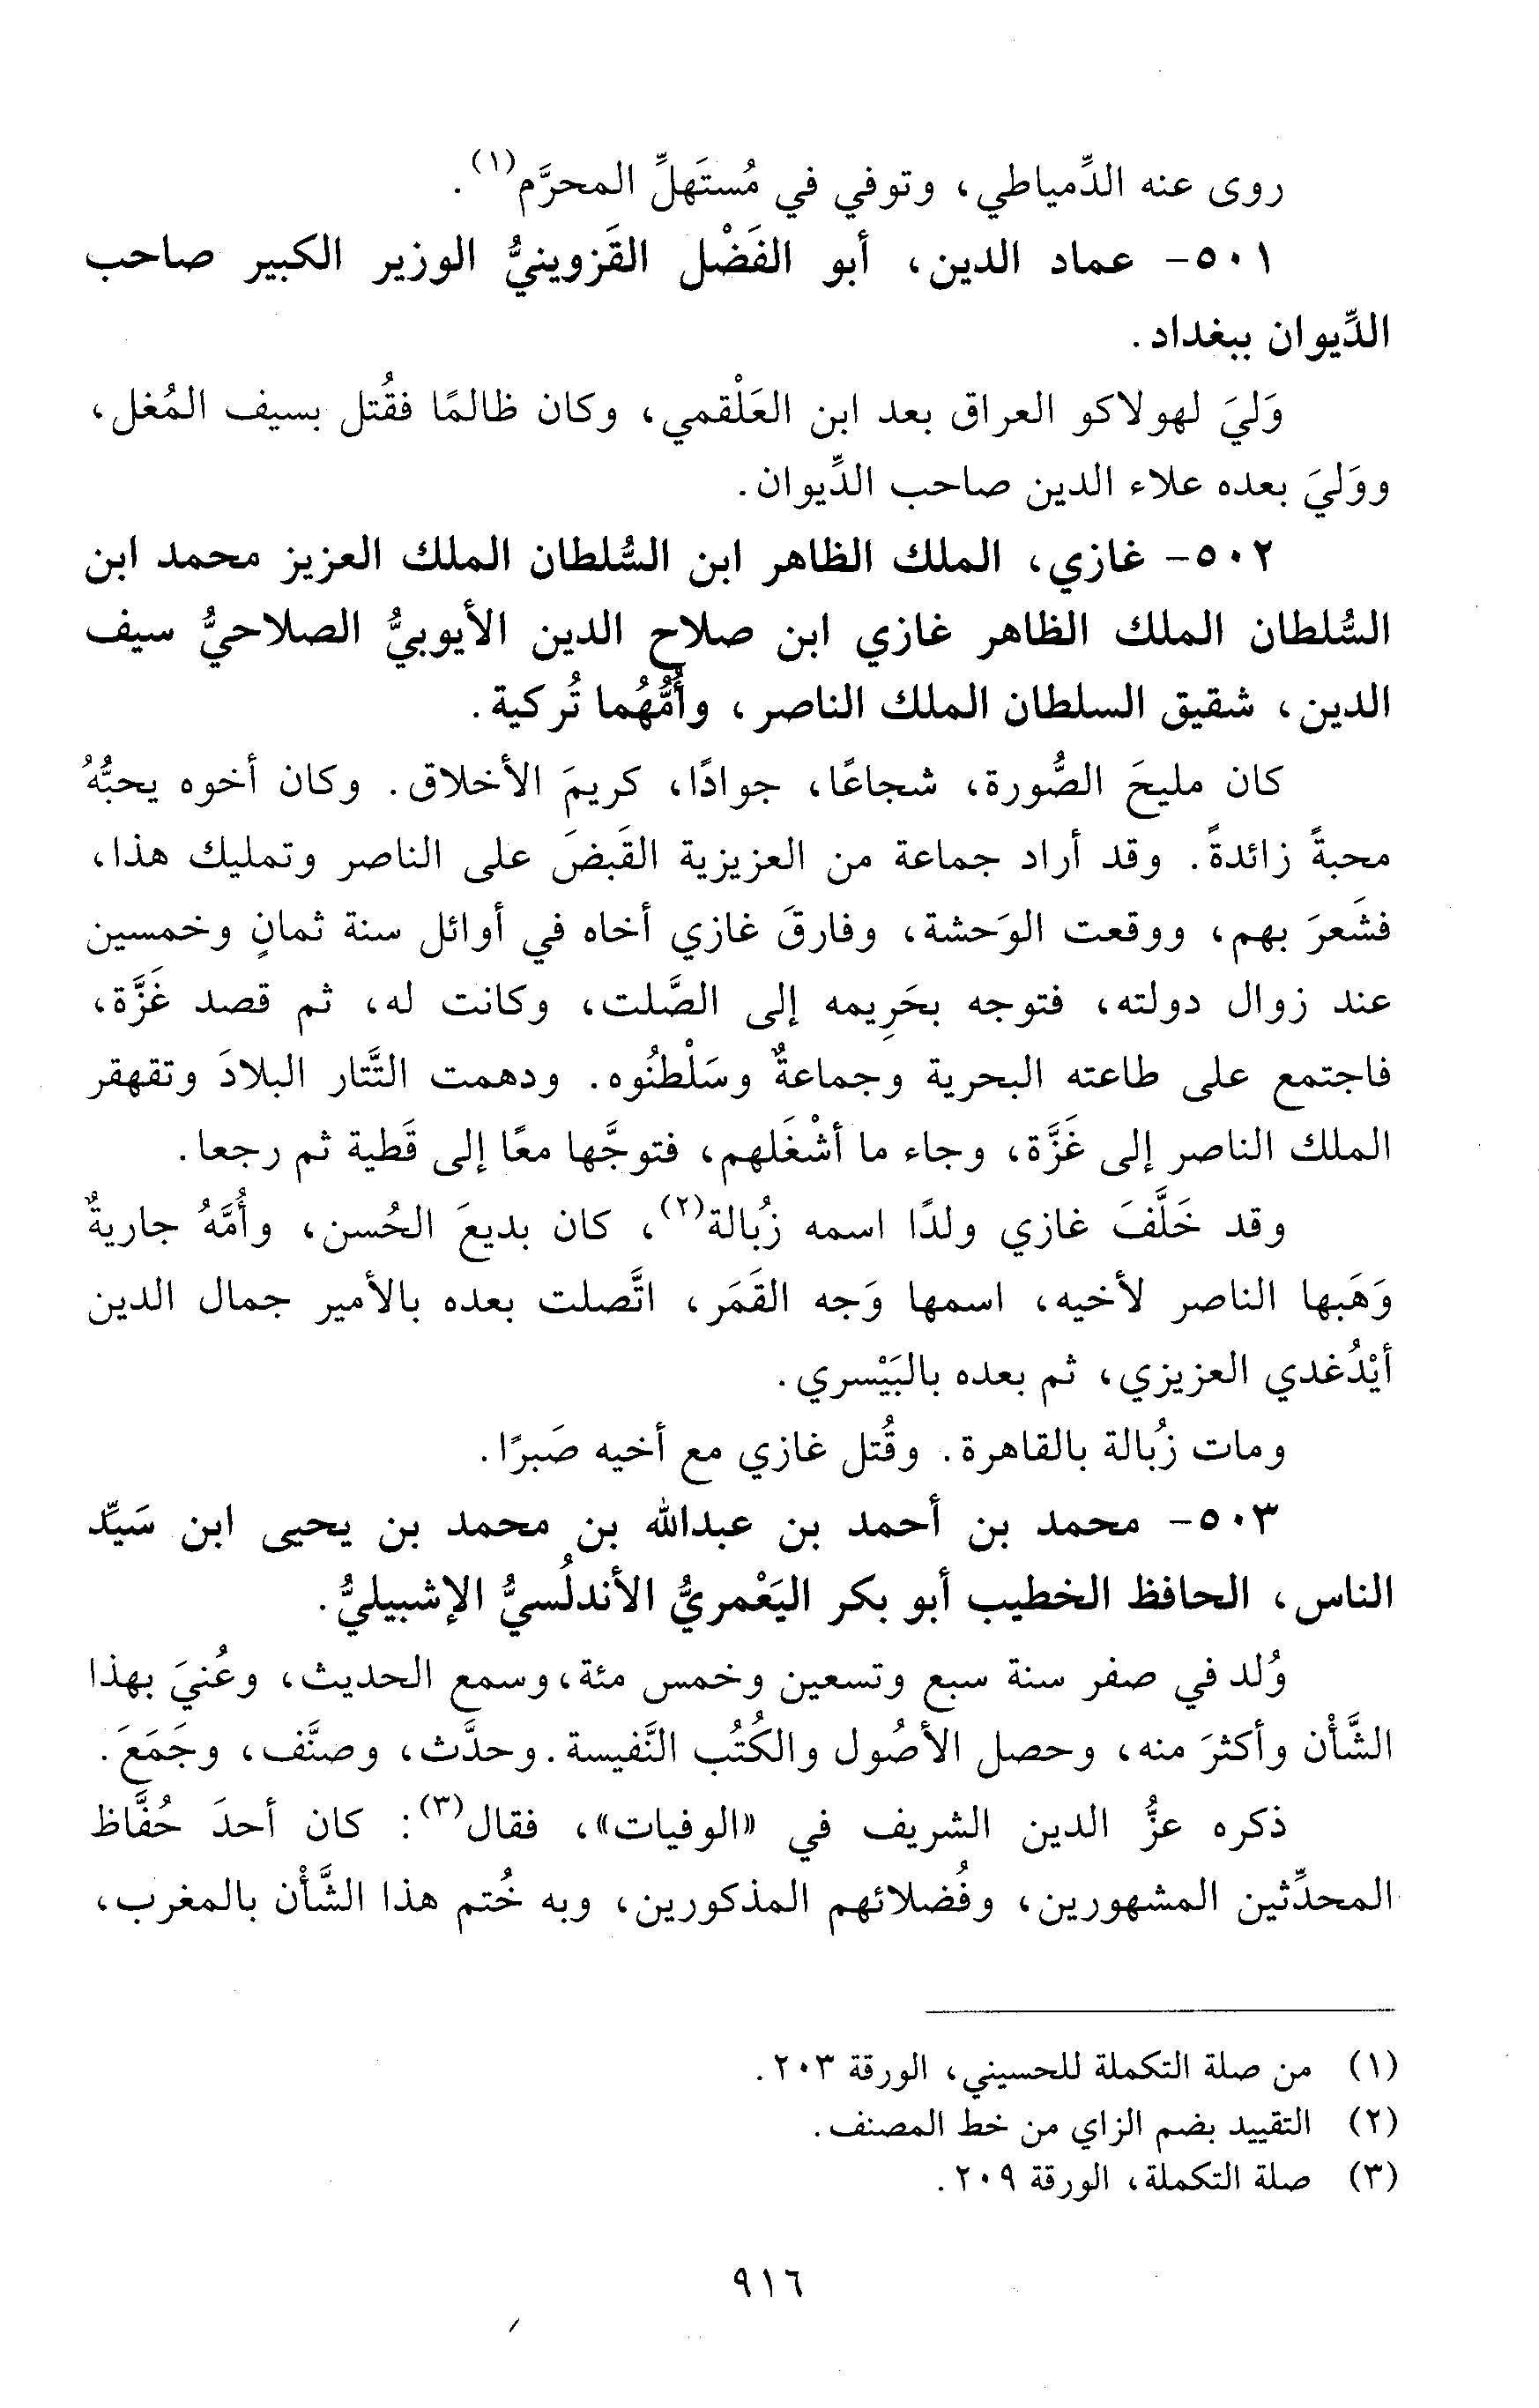 روى عنه الدِّمياطي، وتوفي في مُستَهلِّ المحرَّم(١).
٥٠١- عماد الدين، أبو الفَضْل القَزوينيُّ الوزير الكبير صاحب
الدِّيوان ببغداد.
وَليَ لهولاكو العراق بعد ابن العَلْقمي، وكان ظالمًا فقُتل بسيف المُغل،
ووَليَ بعده علاء الدين صاحب الدِّيوان.
٥٠٢- غازي، الملك الظاهر ابن السُّلطان الملك العزيز محمد ابن
السُّلطان الملك الظاهر غازي ابن صلاح الدين الأيوبيُّ الصلاحيُّ سيف
الدين، شقيق السلطان الملك الناصر، وأُمُّهُما تُركية.
كان مليحَ الصُّورة، شجاعًا، جوادًا، كريمَ الأخلاق. وكان أخوه يحبُّهُ
محبةً زائدةً. وقد أراد جماعة من العزيزية القَبضَ على الناصر وتمليك هذا،
فشَعرَ بهم، ووقعت الوَحشة، وفارقَ غازي أخاه في أوائل سنة ثمانٍ وخمسين
عند زوال دولته، فتوجه بحَرِيمه إلى الصَّلت، وكانت له، ثم قصد غَزَّة،
فاجتمع على طاعته البحرية وجماعةٌ وسَلْطنُوه. ودهمت التَّتار البلادَ وتقهقر
الملك الناصر إلى غَزَّة، وجاء ما أشْغَلهم، فتوجَّها معًا إلى قَطية ثم رجعا.
وقد خَلَّفَ غازي ولدًا اسمه زُبالة(٢)، كان بديعَ الحُسن، وأُمَّهُ جاريةٌ
وَهَبها الناصر لأخيه، اسمها وَجه القَمَر، اتَّصلت بعده بالأمير جمال الدين
أيْدُغدي العزيزي، ثم بعده بالبَيْسري.
ومات زُبالة بالقاهرة. وقُتل غازي مع أخيه صَبرًا.
٥٠٣- محمد بن أحمد بن عبدالله بن محمد بن يحيى ابن سَيِّد
الناس، الحافظ الخطيب أبو بكر اليَعْمريُّ الأندلُسيُّ الإشبيليُّ.
وُلد في صفر سنة سبع وتسعين وخمس مئة، وسمع الحديث، وعُنيَ بهذا
الشَّأْن وأكثرَ منه، وحصل الأصُول والكُتُب النَّفيسة. وحدَّث، وصنَّف، وجَمَعَ.
ذكره عزُّ الدين الشريف في «الوفيات»، فقال(٣): كان أحدَ حُفَّاظ
المحدِّثين المشهورين، وفُضلائهم المذكورين، وبه خُتم هذا الشَّأْن بالمغرب،
(١) من صلة التكملة للحسيني، الورقة ٢٠٣.
(٢) التقييد بضم الزاي من خط المصنف.
(٣) صلة التكملة، الورقة ٢٠٩.
٩١٦